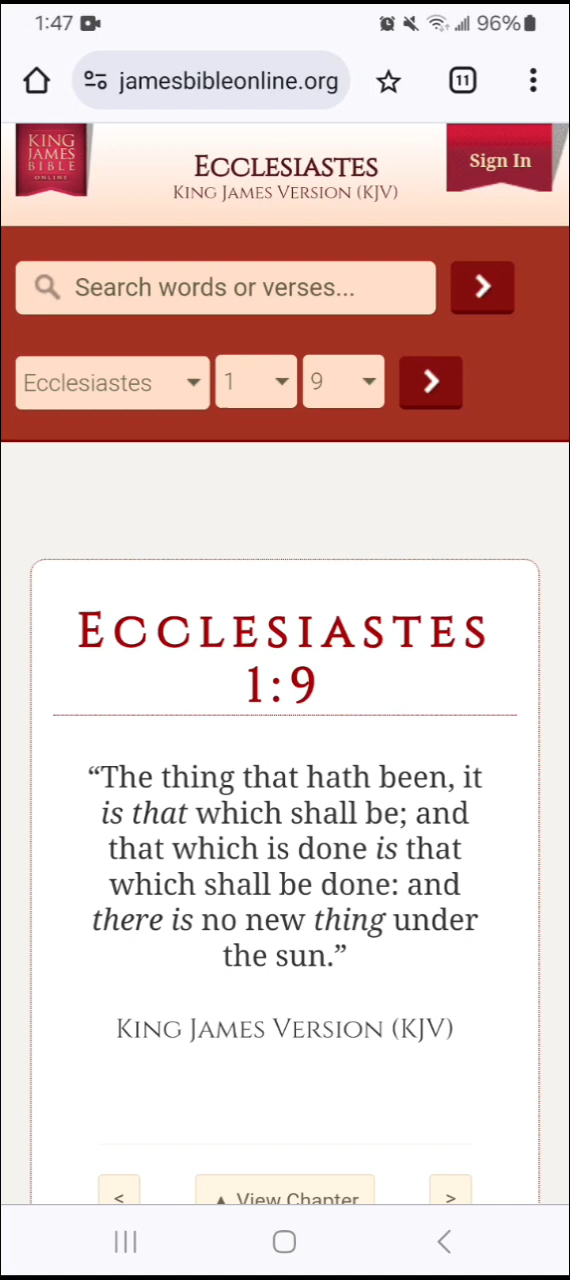 1:47 96%
jamesbibleonline.org 11
KING
JAMES
BIBLE
ONLINE
ECCLESIASTES
KING JAMES VERSION (KJV)
Sign In
Search words or verses...
Ecclesiastes 1 9
ECCLESIASTES
1:9
“The thing that hath been, it
is that which shall be; and
that which is done is that
which shall be done: and
there is no new thing under
the sun.”
KING JAMES VERSION (KJV)
< ▲ View Chapter >